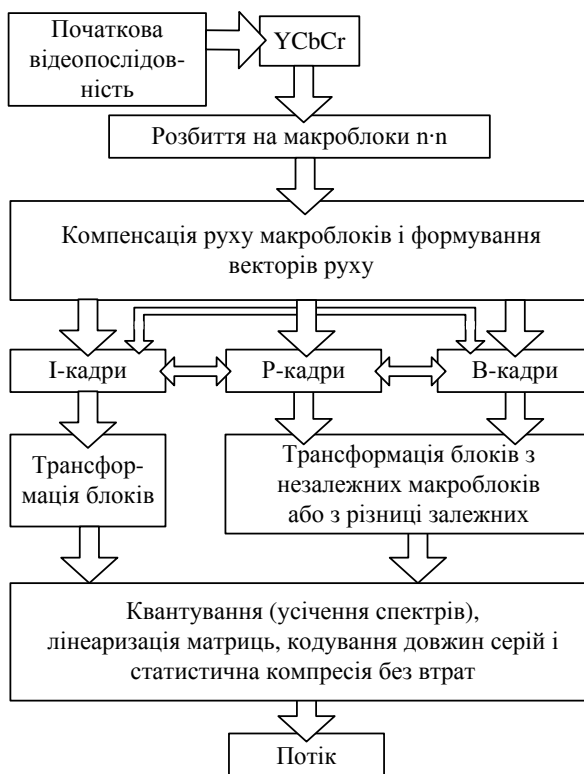 Початкова
відеопослідов-
ність
YCbCr
Розбиття на макроблоки n·n
Компенсація руху макроблоків і формування
векторів руху
І-кадри
Р-кадри
В-кадри
Трансфор-
мація блоків
Трансформація блоків з
незалежних макроблоків
або з різниці залежних
Квантування (усічення спектрів),
лінеаризація матриць, кодування довжин серій і
статистична компресія без втрат
Потік